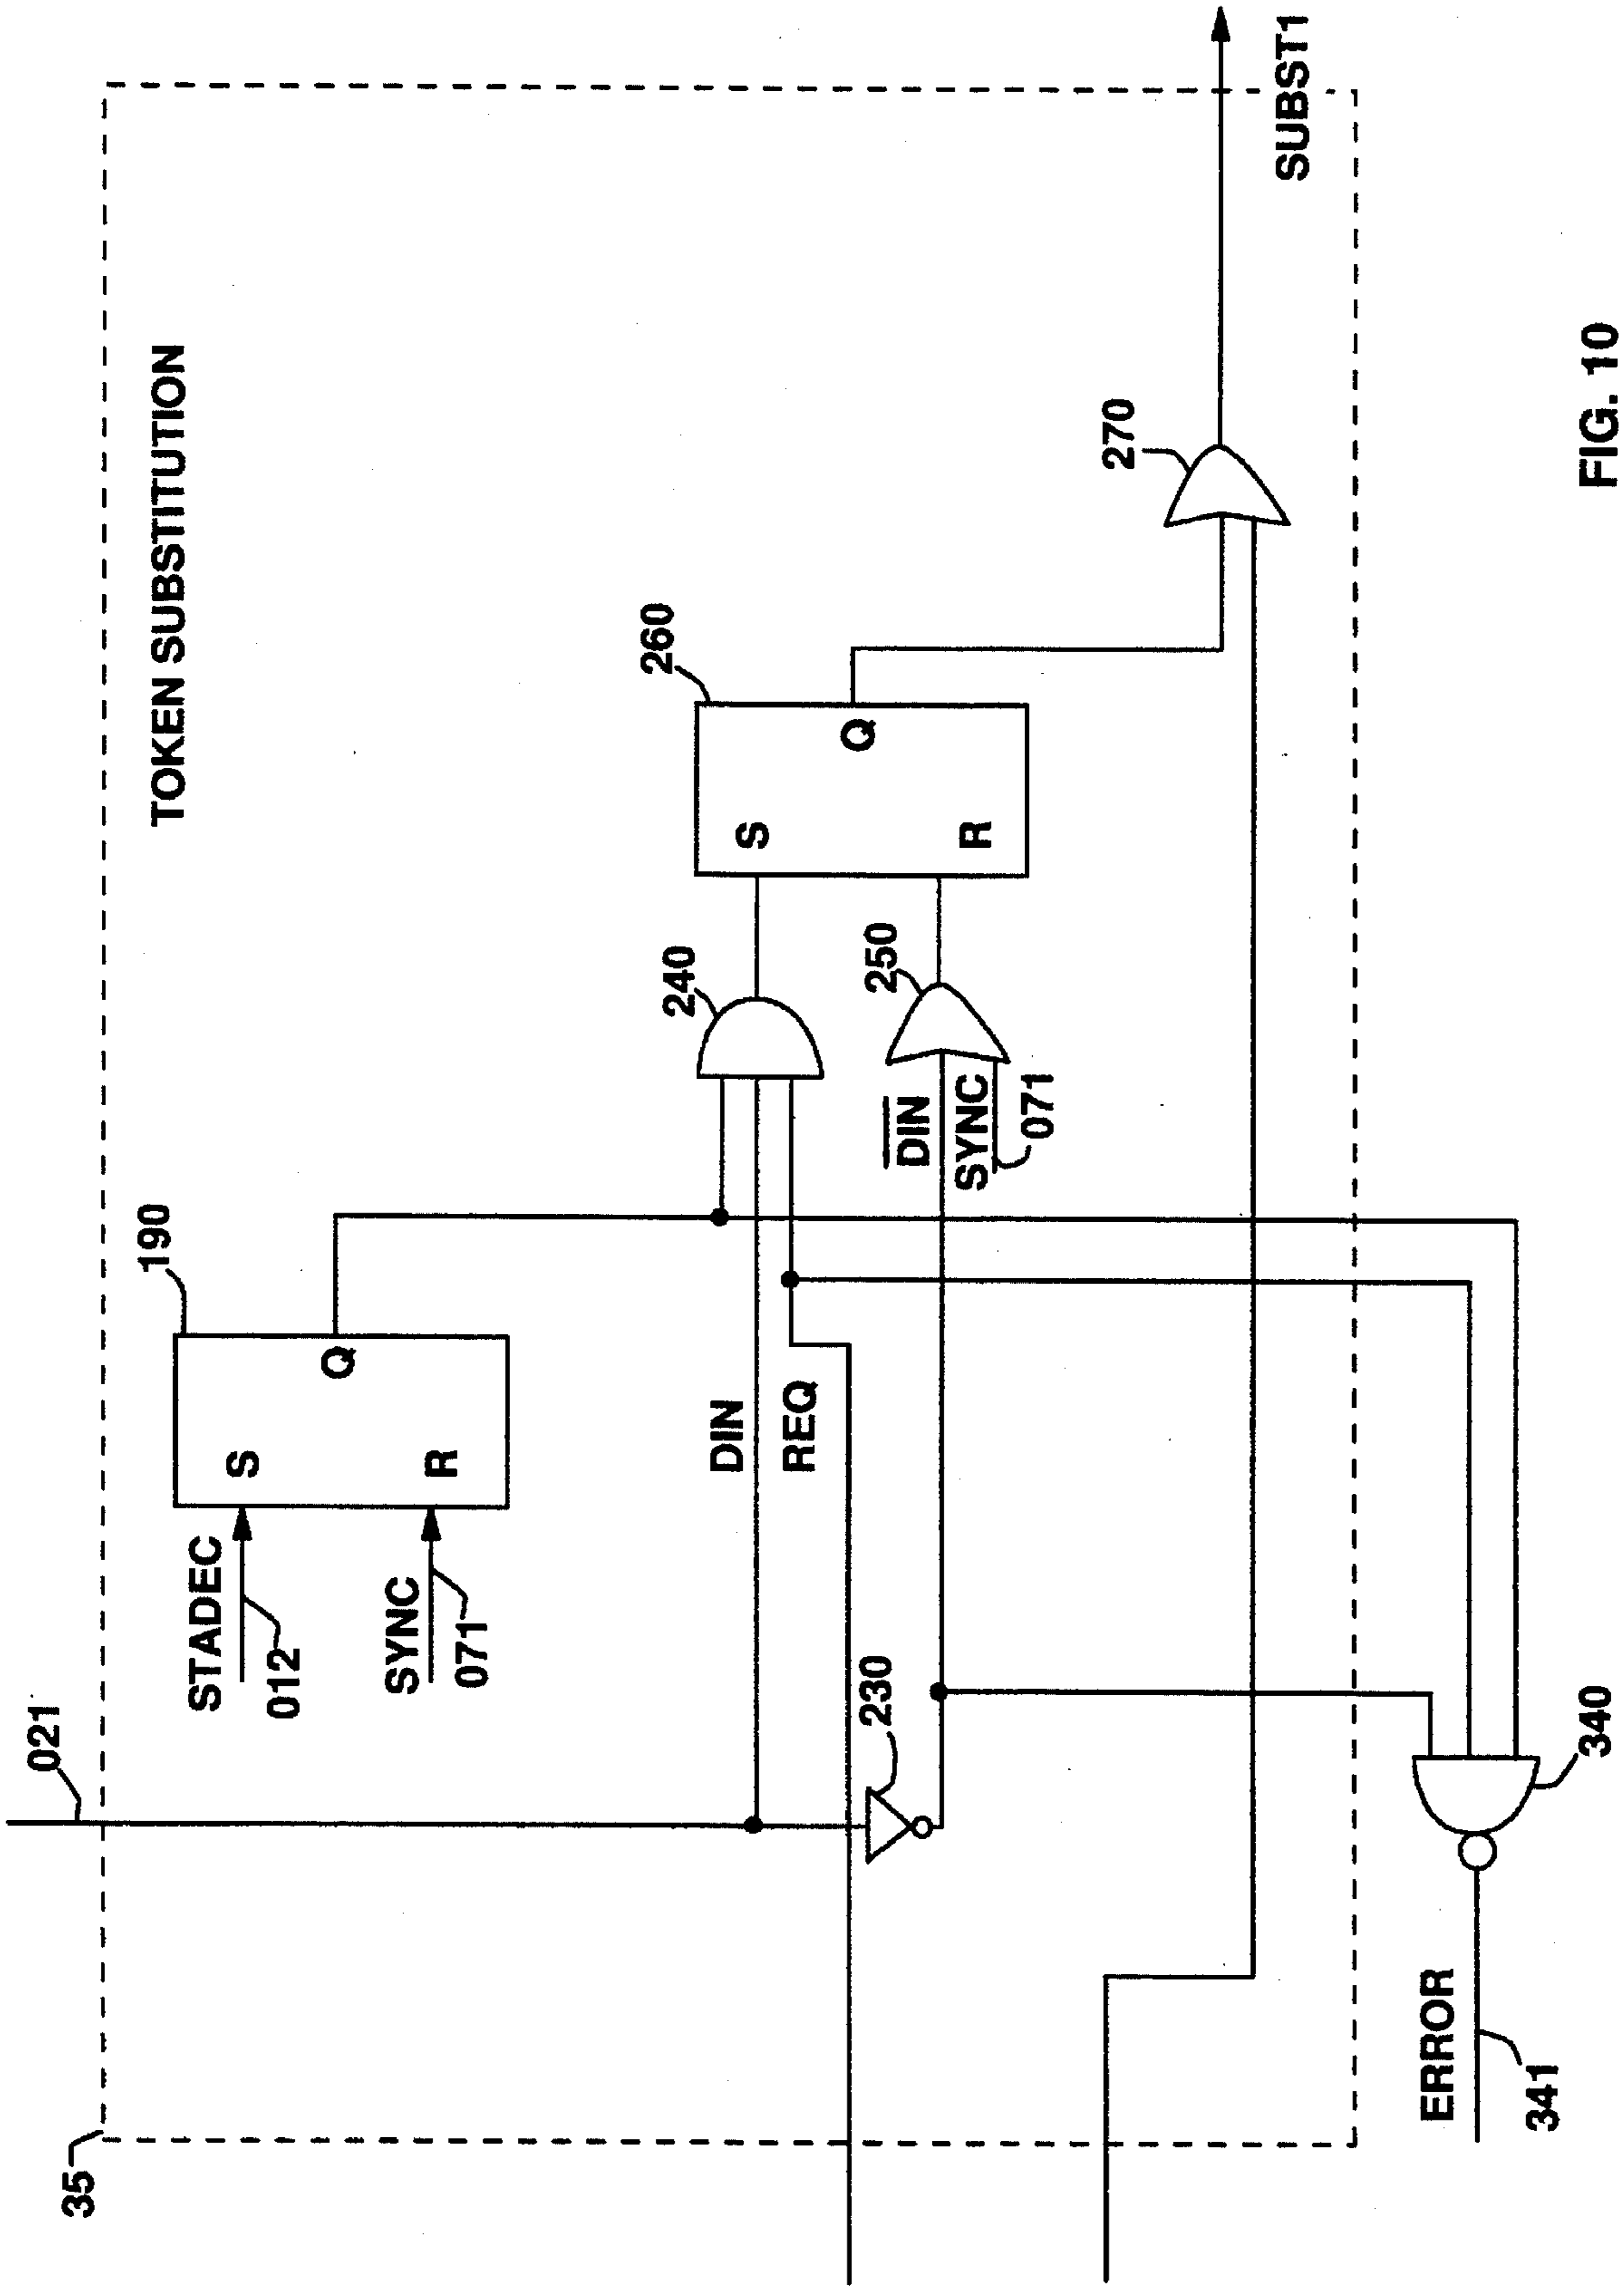 35
021
TOKEN SUBSTITUTION
STADEC
012
SYNC
071
S
R
Q
190
DIN
REQ
230
240
DIN
SYNC
071
250
S
R
Q
260
270
SUBST1
ERROR
341
340
FIG. 10